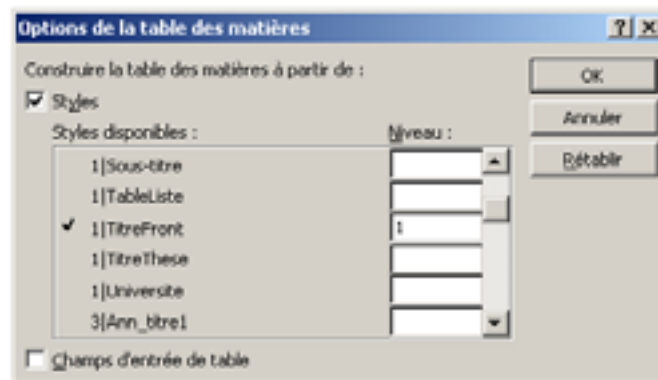 Options de la table des matières
Construire la table des matières à partir de :
OK
Styles
Annuler
Styles disponibles :
Niveau :
Rétablir
1|Sous-titre
1|TableListe
1|TitreFront
1
1|TitreThese
1|Universite
3|Ann_titre1
Champs d'entrée de table